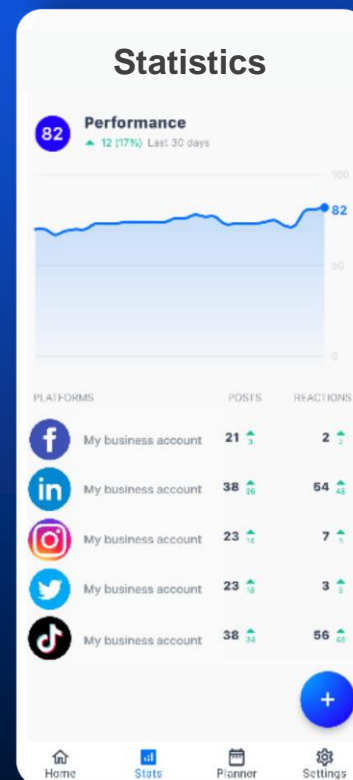 Statistics
82 Performance
▲ 12 (17%) Last 30 days
100
82
50
0
PLATFORMS POSTS REACTIONS
My business account 21 2
My business account 38 54
My business account 23 7
My business account 23 3
My business account 38 56
+
Home Stats Planner Settings